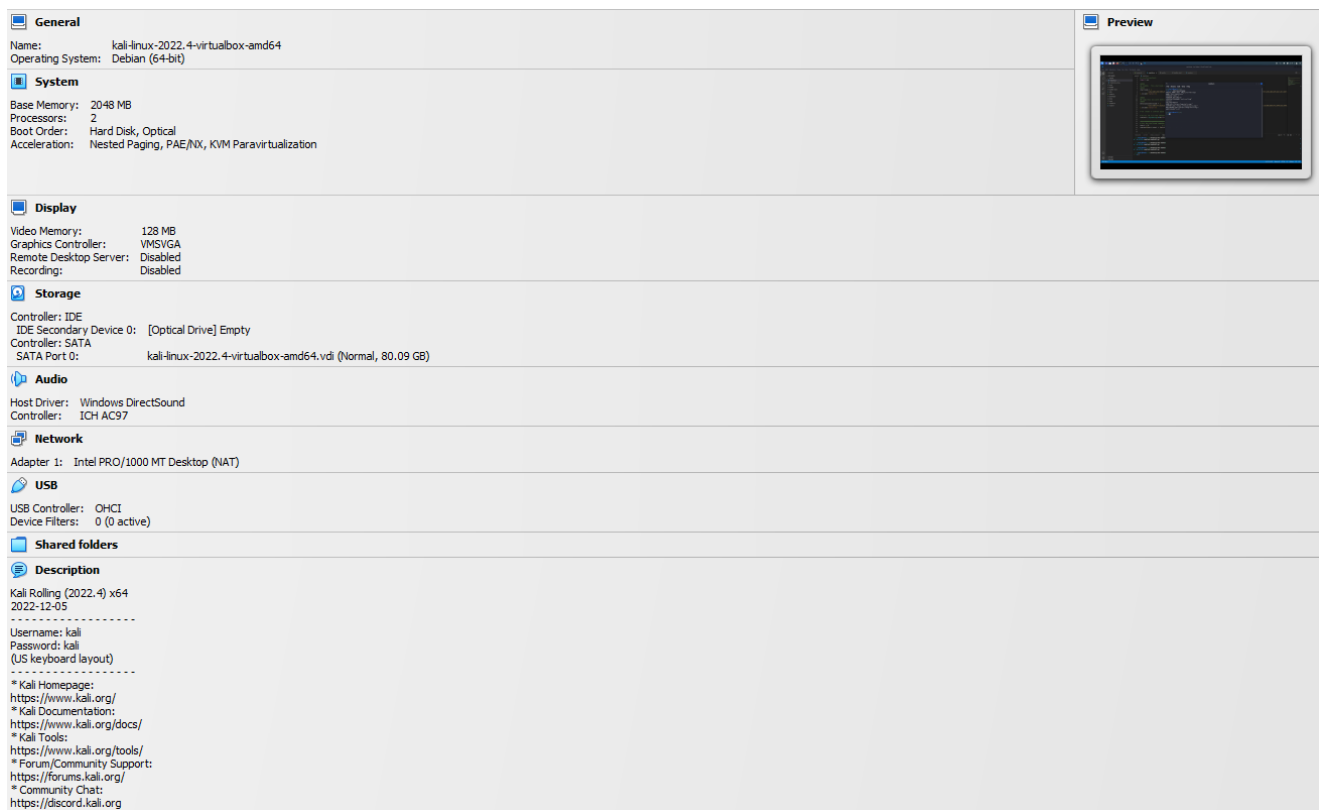 General
Name: kali-linux-2022.4-virtualbox-amd64
Operating System: Debian (64-bit)
Preview
System
Base Memory: 2048 MB
Processors: 2
Boot Order: Hard Disk, Optical
Acceleration: Nested Paging, PAE/NX, KVM Paravirtualization
Display
Video Memory: 128 MB
Graphics Controller: VMSVGA
Remote Desktop Server: Disabled
Recording: Disabled
Storage
Controller: IDE
IDE Secondary Device 0: [Optical Drive] Empty
Controller: SATA
SATA Port 0: kali-linux-2022.4-virtualbox-amd64.vdi (Normal, 80.09 GB)
Audio
Host Driver: Windows DirectSound
Controller: ICH AC97
Network
Adapter 1: Intel PRO/1000 MT Desktop (NAT)
USB
USB Controller: OHCI
Device Filters: 0 (0 active)
Shared folders
Description
Kali Rolling (2022.4) x64
2022-12-05
- - - - - - - - - - - - - - - - - -
Username: kali
Password: kali
(US keyboard layout)
- - - - - - - - - - - - - - - - - -
* Kali Homepage:
https://www.kali.org/
* Kali Documentation:
https://www.kali.org/docs/
* Kali Tools:
https://www.kali.org/tools/
* Forum/Community Support:
https://forums.kali.org/
* Community Chat:
https://discord.kali.org